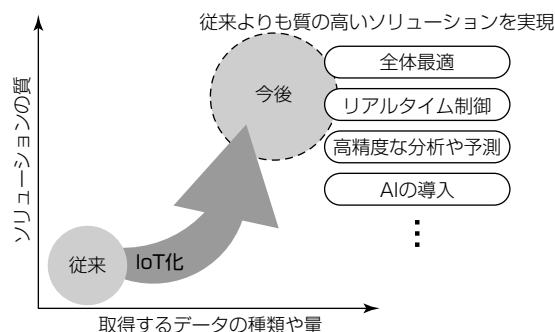 従来よりも質の高いソリューションを実現
全体最適
今後
リアルタイム制御
高精度な分析や予測
AIの導入
⋮
ソリューションの質
従来
IoT化
取得するデータの種類や量